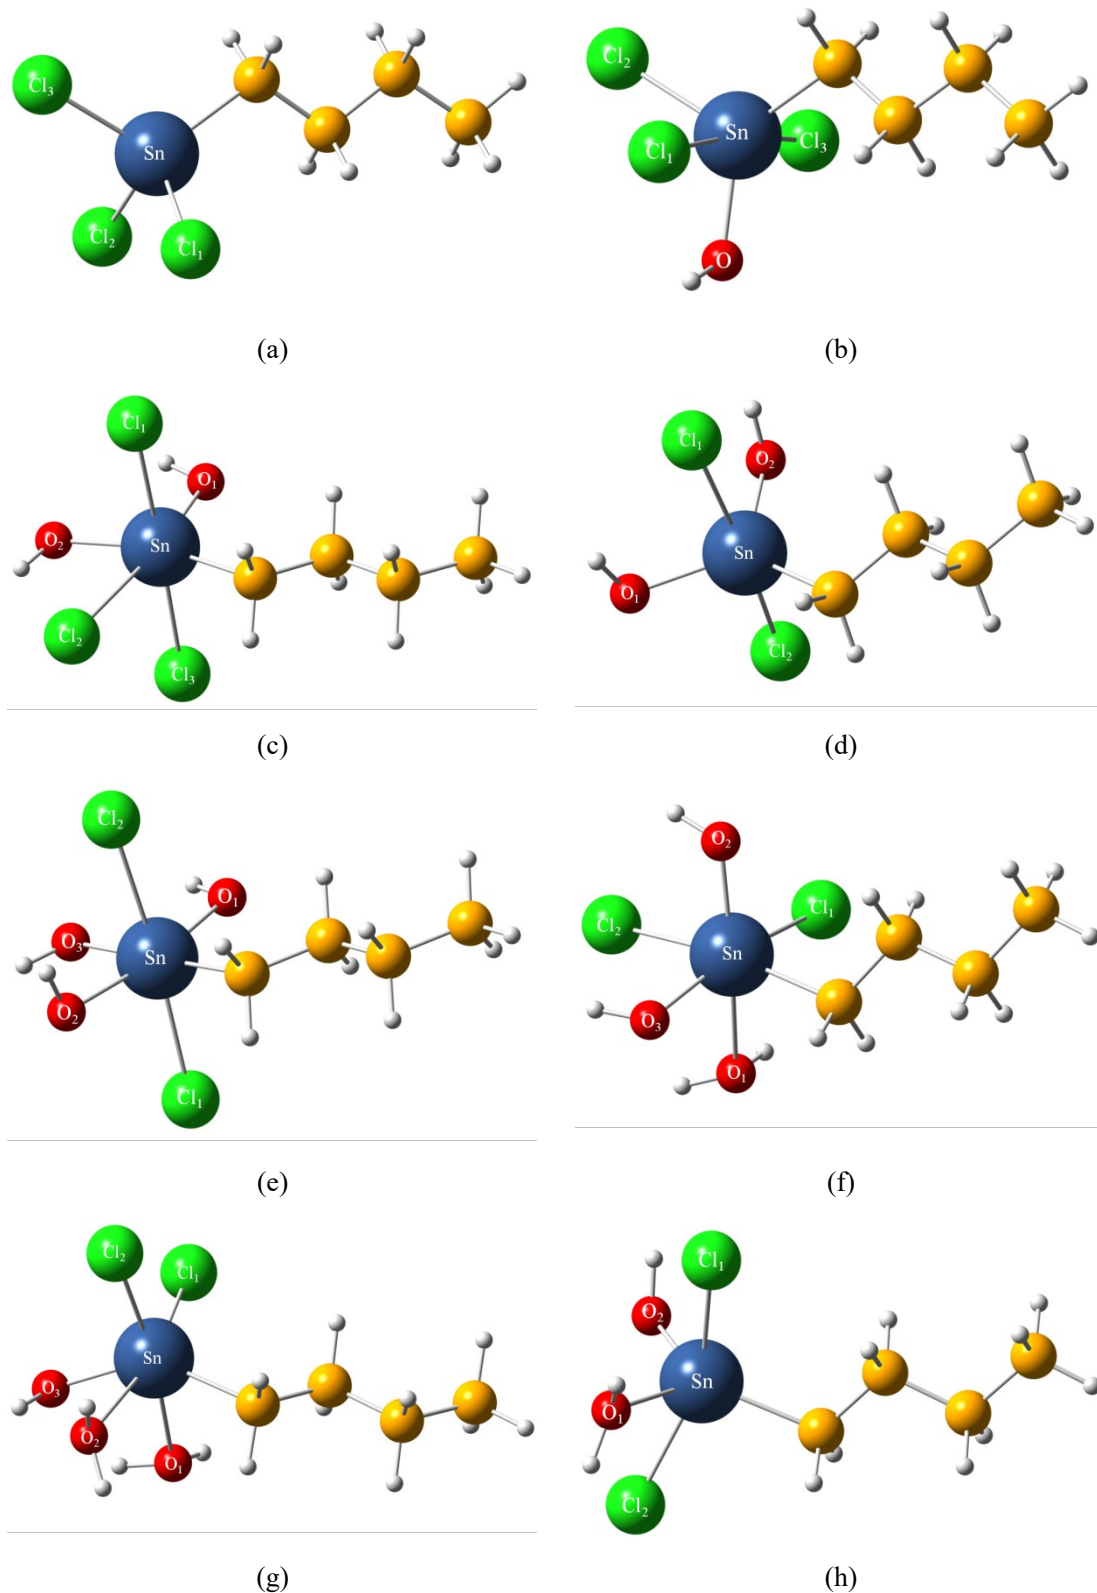 Cl₃
Sn
Cl₂
Cl₁
(a)
Cl₂
Sn
Cl₁
Cl₃
O
(b)
Cl₁
O₁
O₂
Sn
Cl₂
Cl₃
(c)
Cl₁
O₂
Sn
O₁
Cl₂
(d)
Cl₂
O₁
O₃
Sn
O₂
Cl₁
(e)
O₂
Cl₁
Cl₂
Sn
O₃
O₁
(f)
Cl₂
Cl₁
Sn
O₃
O₂
O₁
(g)
Cl₁
O₂
Sn
O₁
Cl₂
(h)